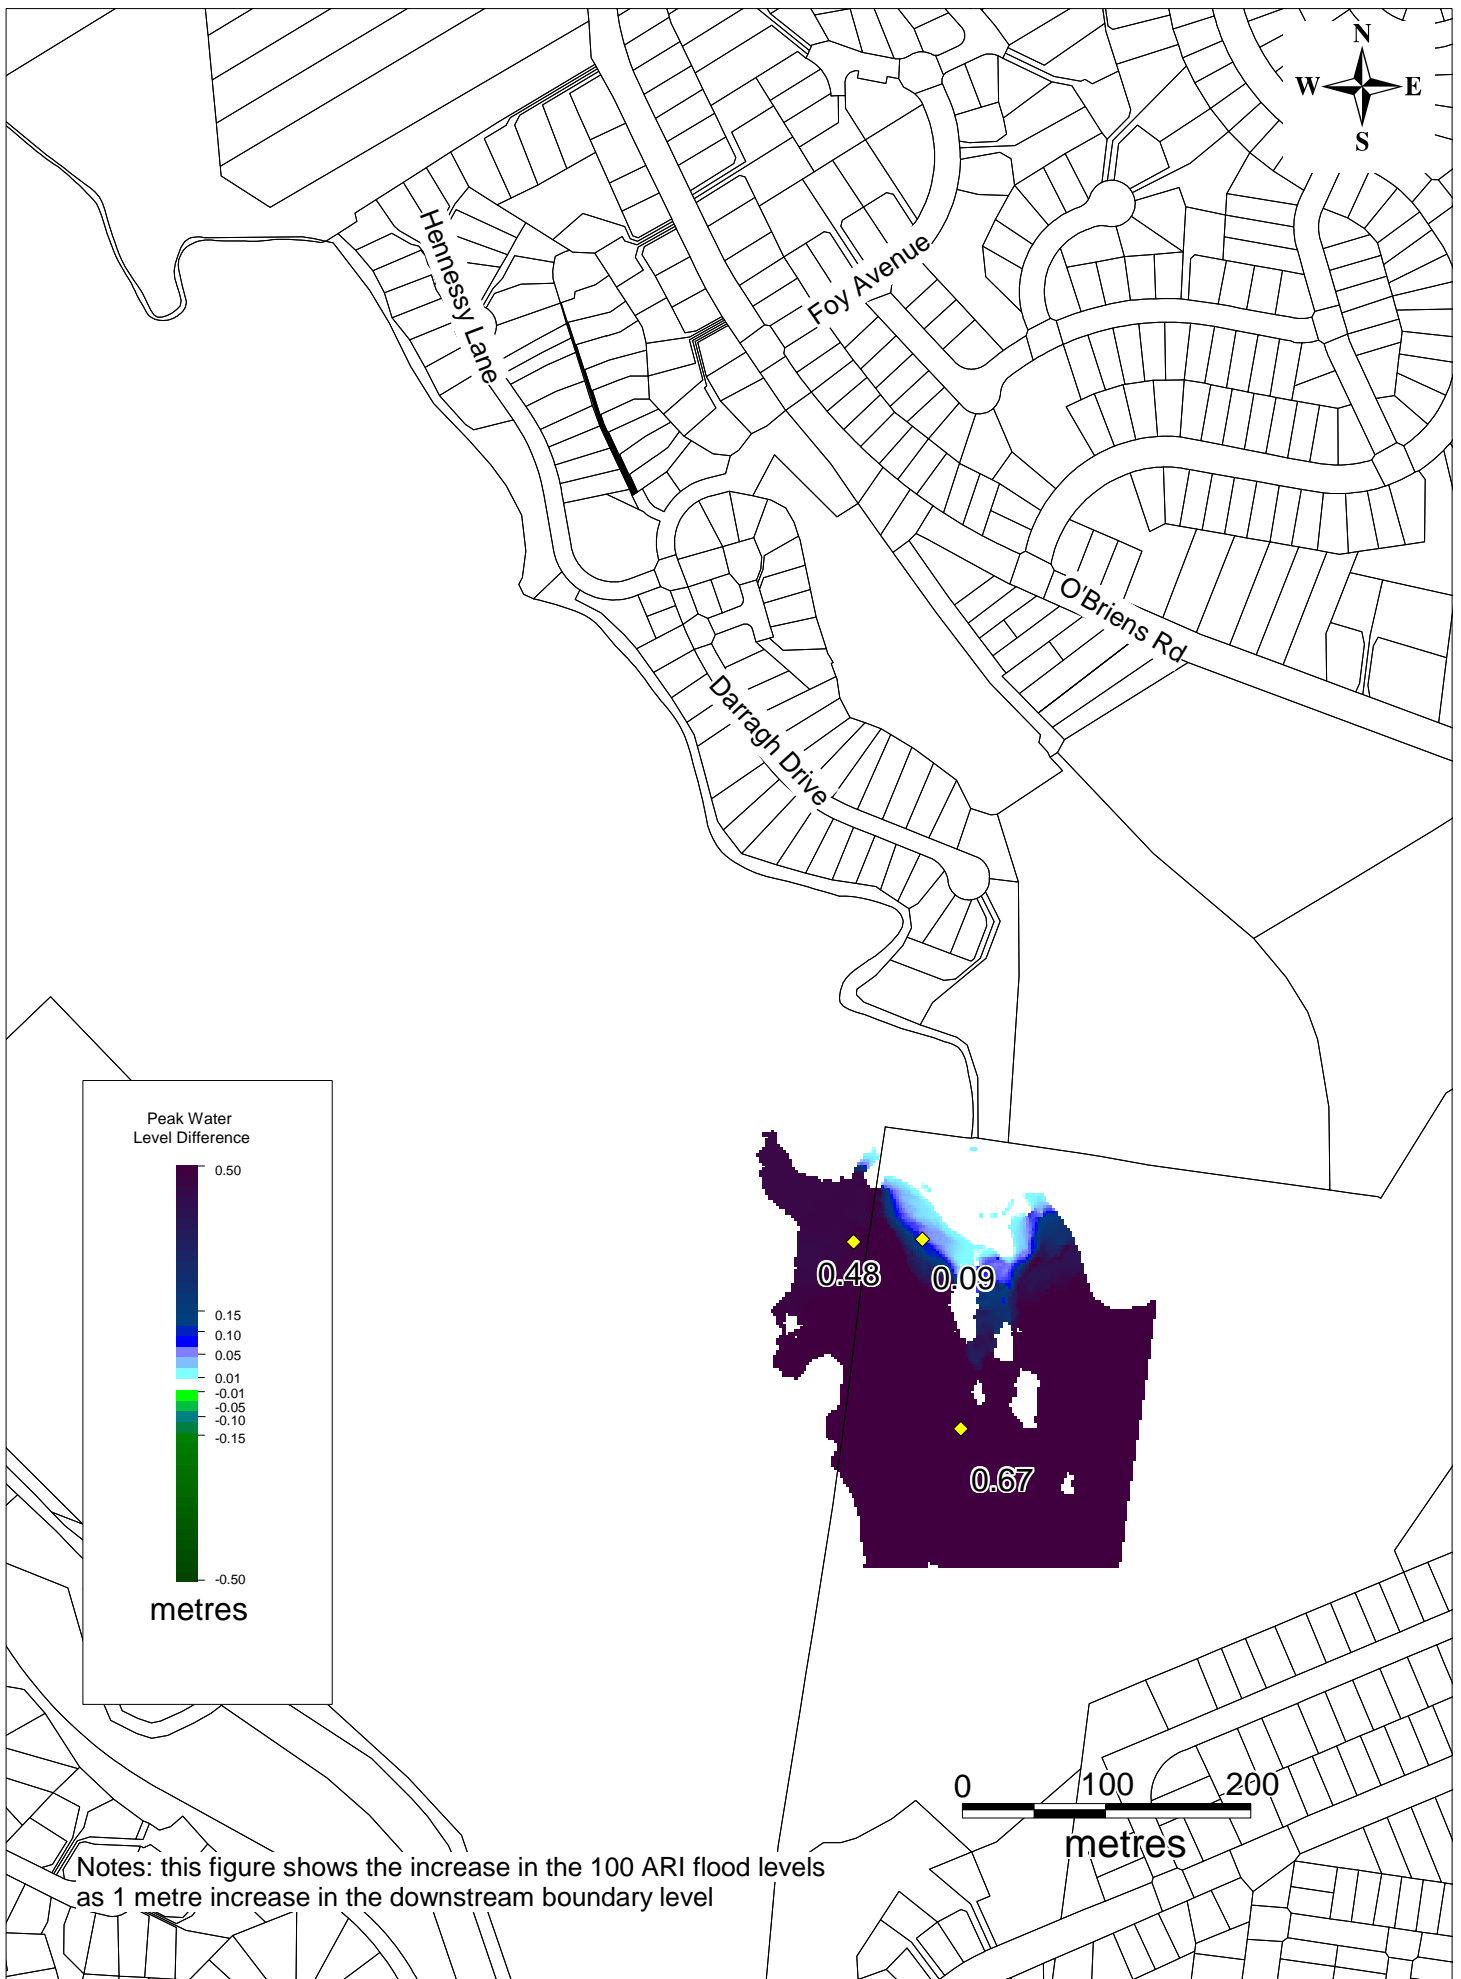 N
W E
S
Hennessy Lane
Foy Avenue
O'Briens Rd
Darragh Drive
Peak Water
Level Difference
0.50
0.15
0.10
0.05
0.01
-0.01
-0.05
-0.10
-0.15
-0.50
metres
0.48
0.09
0.67
0 100 200
metres
Notes: this figure shows the increase in the 100 ARI flood levels
as 1 metre increase in the downstream boundary level